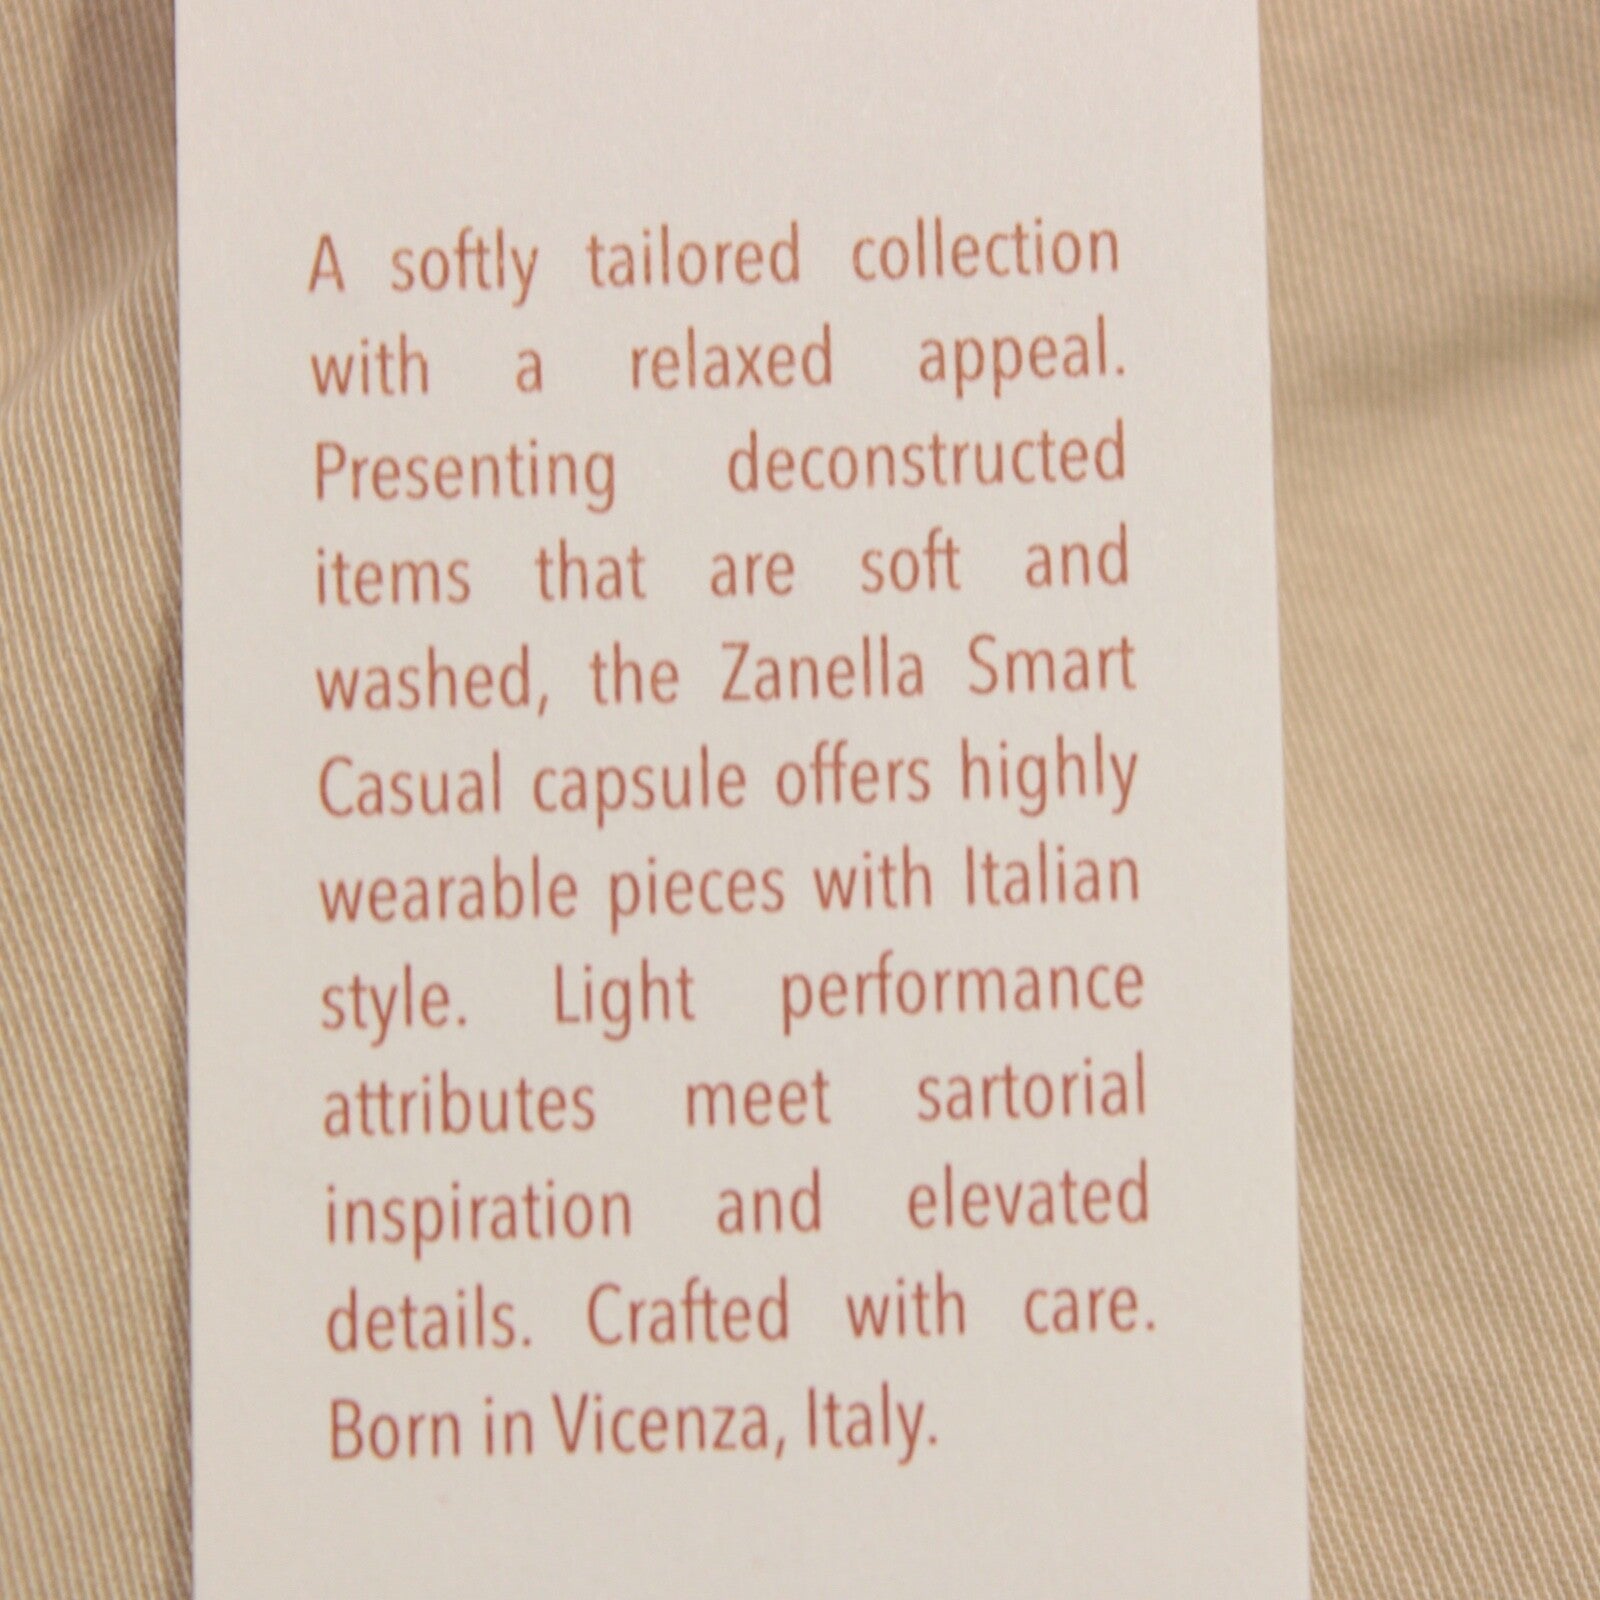 A softly tailored collection
with a relaxed appeal.
Presenting deconstructed
items that are soft and
washed, the Zanella Smart
Casual capsule offers highly
wearable pieces with Italian
style. Light performance
attributes meet sartorial
inspiration and elevated
details. Crafted with care.
Born in Vicenza, Italy.